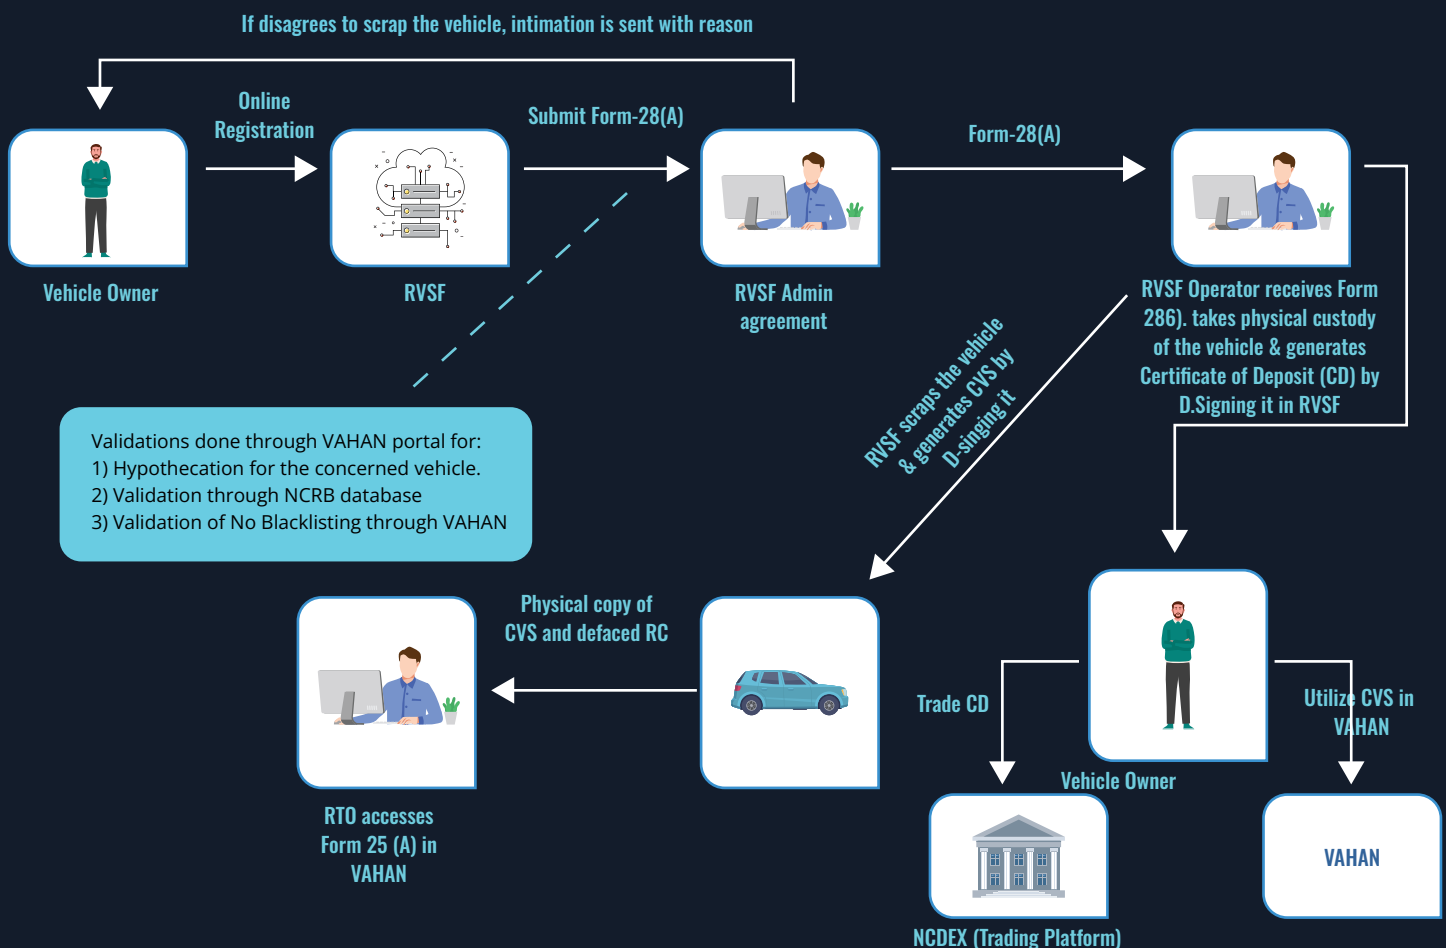 If disagrees to scrap the vehicle, intimation is sent with reason
Online
Registration
Submit Form-28(A)
Form-28(A)
Vehicle Owner
RVSF
RVSF Admin
agreement
RVSF Operator receives Form
286). takes physical custody
of the vehicle & generates
Certificate of Deposit (CD) by
D.Signing it in RVSF
RVSF scraps the vehicle
& generates CVS by
D-singing it
Validations done through VAHAN portal for:
1) Hypothecation for the concerned vehicle.
2) Validation through NCRB database
3) Validation of No Blacklisting through VAHAN
Physical copy of
CVS and defaced RC
RTO accesses
Form 25 (A) in
VAHAN
Trade CD
Utilize CVS in
VAHAN
Vehicle Owner
VAHAN
NCDEX (Trading Platform)